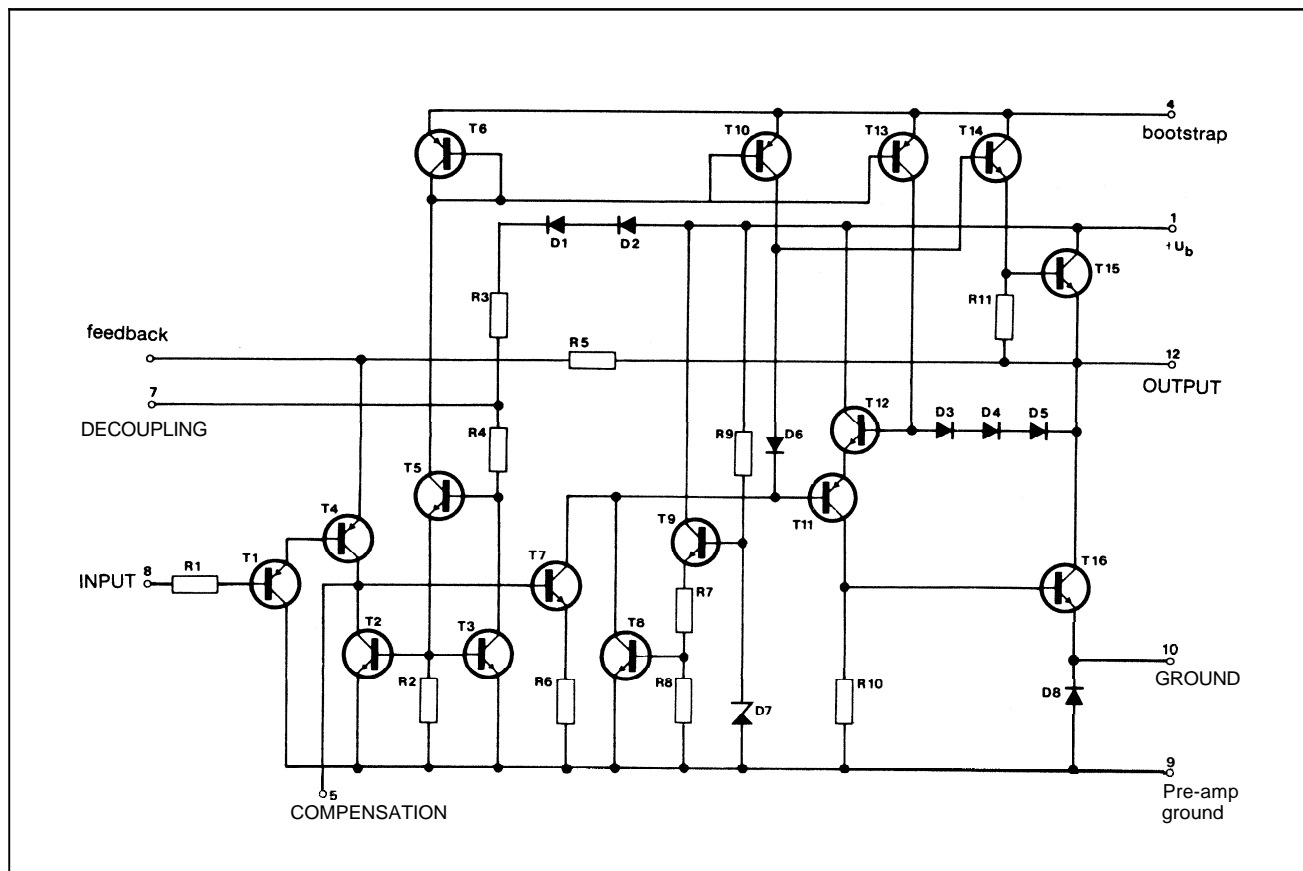 4
bootstrap
T6
T10
T13
T14
1
+U b
D1
D2
T15
R3
R11
feedback
R5
12
OUTPUT
7
DECOUPLING
T12
D3
D4
D5
R4
R9
D6
T5
T4
T9
T11
INPUT
8
R1
T1
T7
T16
R7
T2
T3
T8
10
GROUND
R2
R6
R8
R10
D7
D8
9
5
COMPENSATION
Pre-amp
ground